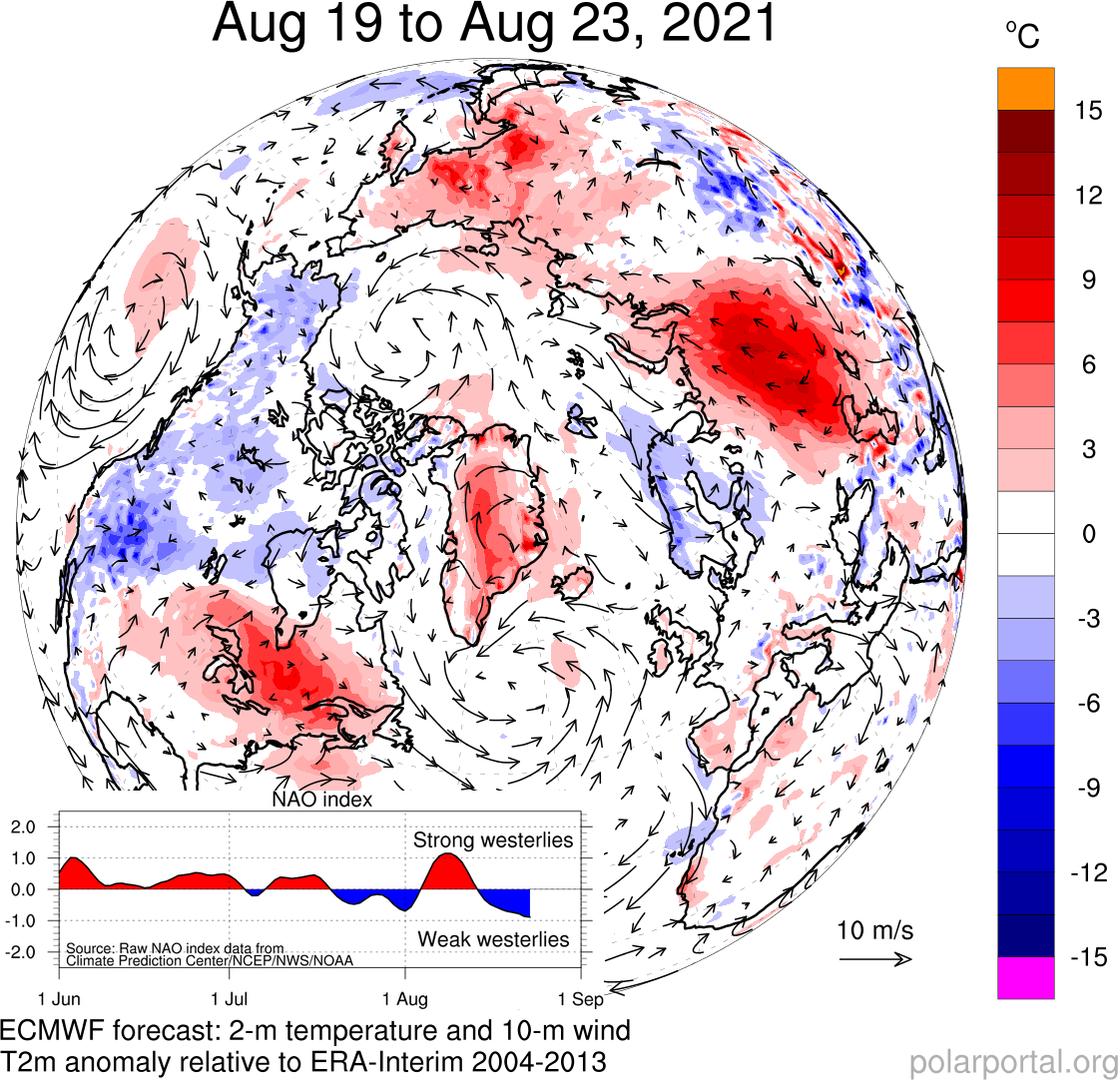 Aug 19 to Aug 23, 2021
°C
15
12
9
6
3
0
-3
-6
-9
-12
-15
NAO index
2.0
1.0
0.0
-1.0
-2.0
Strong westerlies
Weak westerlies
Source: Raw NAO index data from
Climate Prediction Center/NCEP/NWS/NOAA
1 Jun
1 Jul
1 Aug
1 Sep
10 m/s
ECMWF forecast: 2-m temperature and 10-m wind
T2m anomaly relative to ERA-Interim 2004-2013
polarportal.org